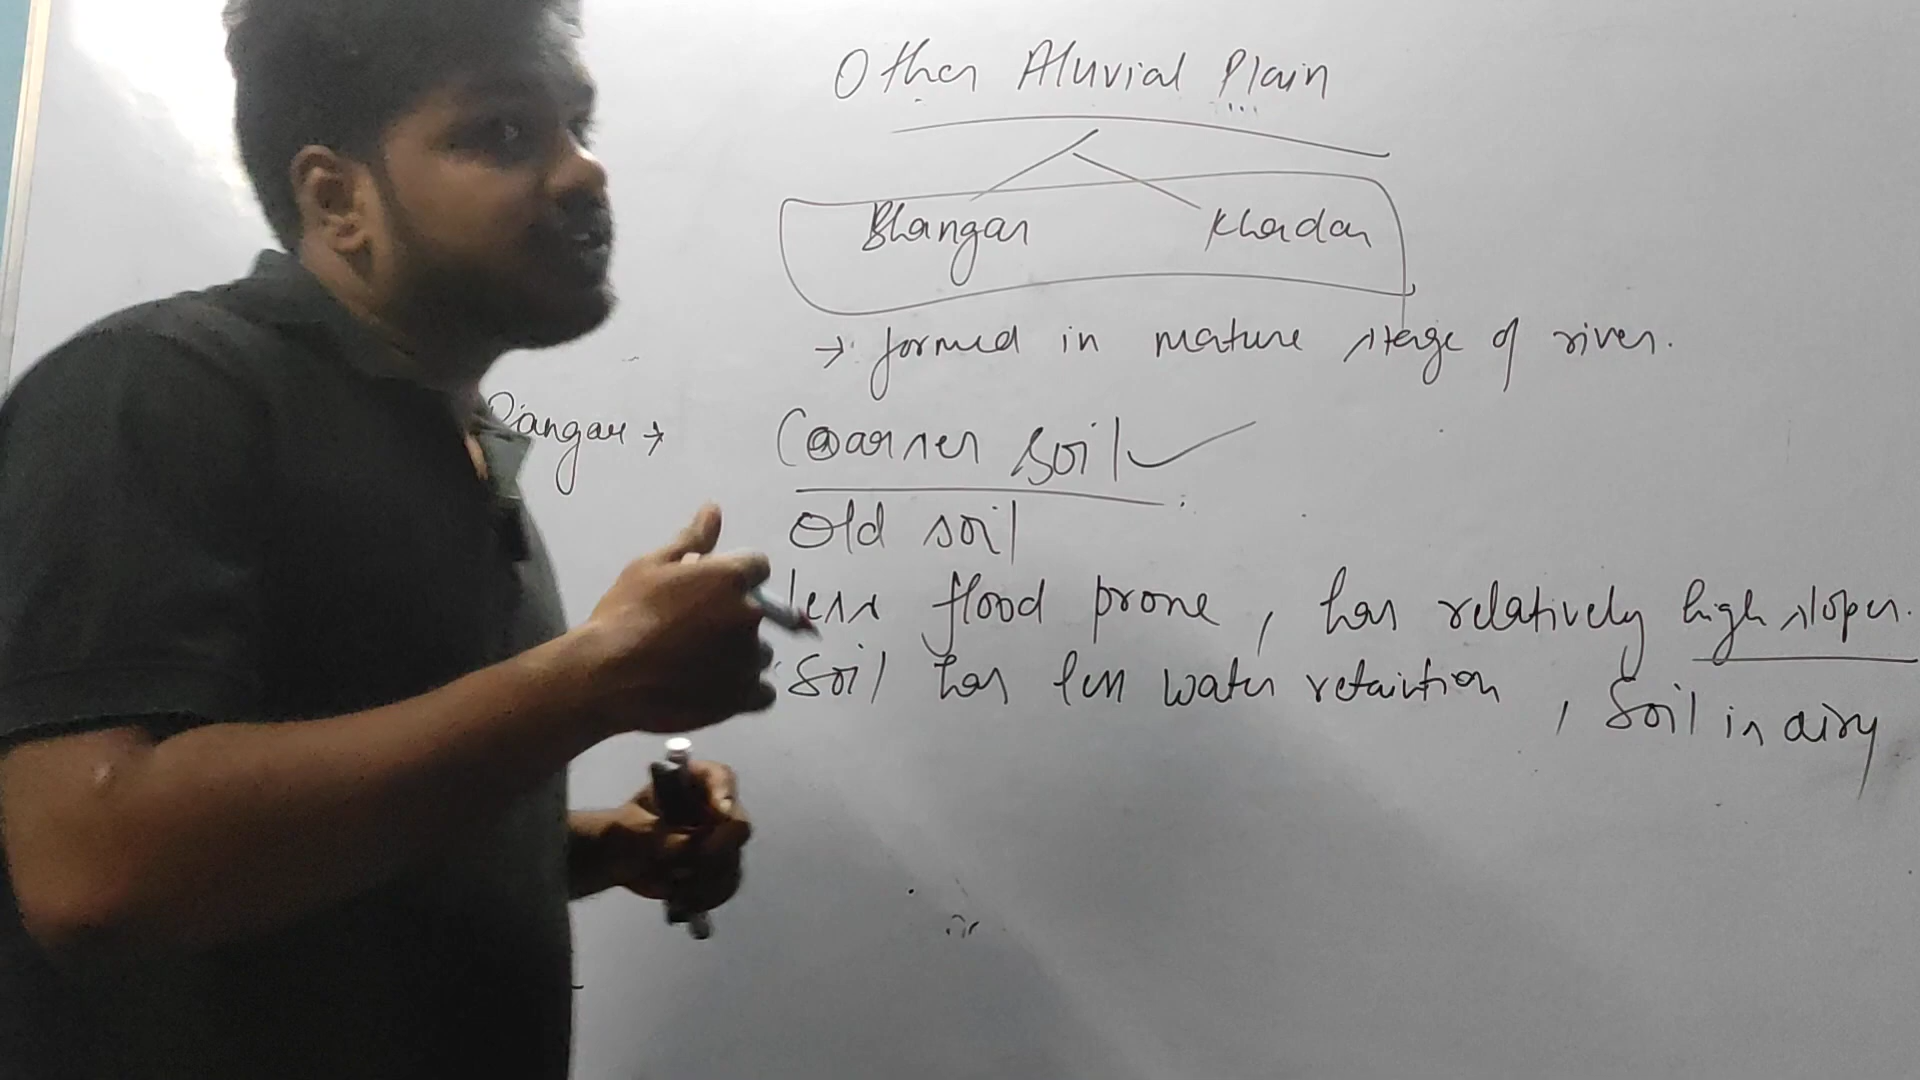 Other Aluvial Plain
Bhangar Khadar
→ formed in mature stage of river.
Bangar → Coarser soil ✓
Old soil
less flood prone, has relatively high slopes.
Soil has less water retaintion, Soil is airy